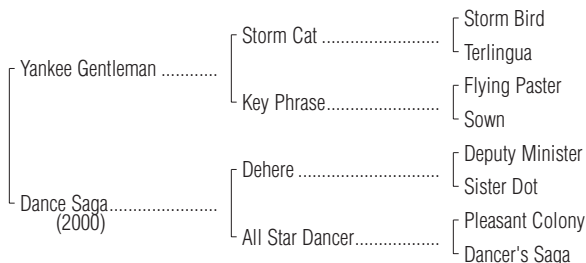 Storm Bird
Storm Cat ............................
Terlingua
Yankee Gentleman .............
Flying Paster
Key Phrase...........................
Sown
Deputy Minister
Dehere ..................................
Sister Dot
Dance Saga.........................
(2000)
Pleasant Colony
All Star Dancer....................
Dancer's Saga